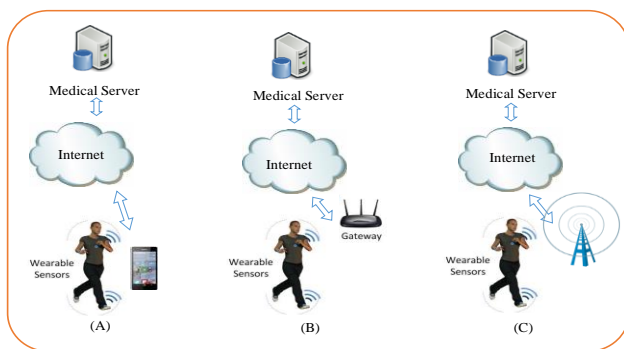 Medical Server
Internet
Wearable
Sensors
(A)
Medical Server
Internet
Gateway
Wearable
Sensors
(B)
Medical Server
Internet
Wearable
Sensors
(C)